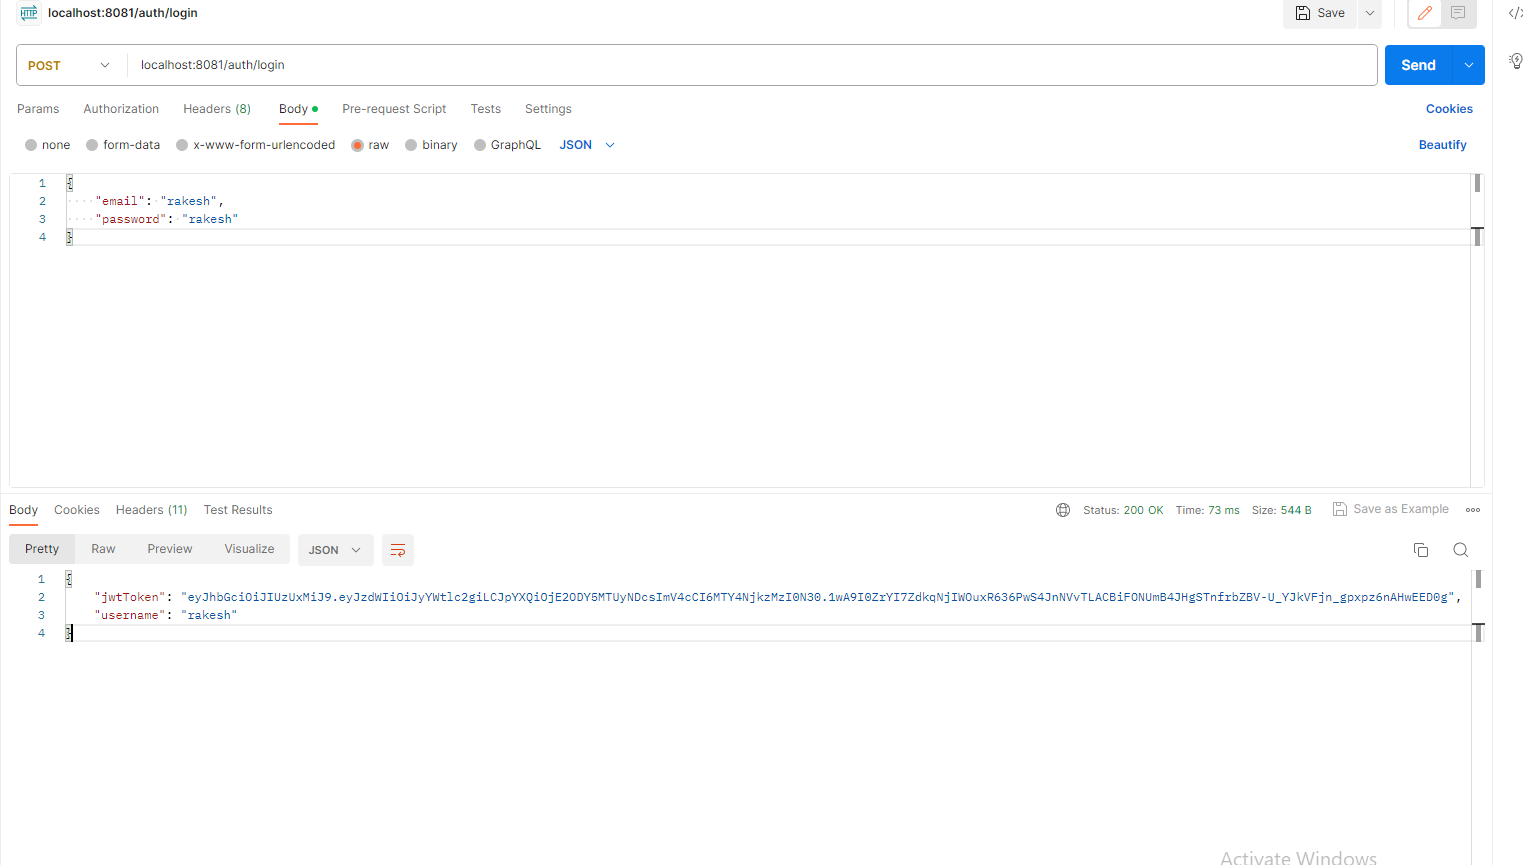 HTTP localhost:8081/auth/login Save
POST localhost:8081/auth/login Send
Params Authorization Headers (8) Body Pre-request Script Tests Settings Cookies
none form-data x-www-form-urlencoded raw binary GraphQL JSON Beautify
1 {
2 "email": "rakesh",
3 "password": "rakesh"
4 }
Body Cookies Headers (11) Test Results Status: 200 OK Time: 73 ms Size: 544 B Save as Example
Pretty Raw Preview Visualize JSON
1 {
2 "jwtToken": "eyJhbGciOiJIUzUxMiJ9.eyJzdWIiOiJyYWtlc2giLCJpYXQiOjE2ODY5MTUyNDcsImV4cCI6MTY4NjkzMzI0N30.1wA9I0ZrYI7ZdkqNjIWOuxR636PwS4JnNVvTLACBiFONUmB4JHgSTnfrbZBV-U_YJkVFjn_gpxpz6nAHwEED0g",
3 "username": "rakesh"
4 }
Activate Windows